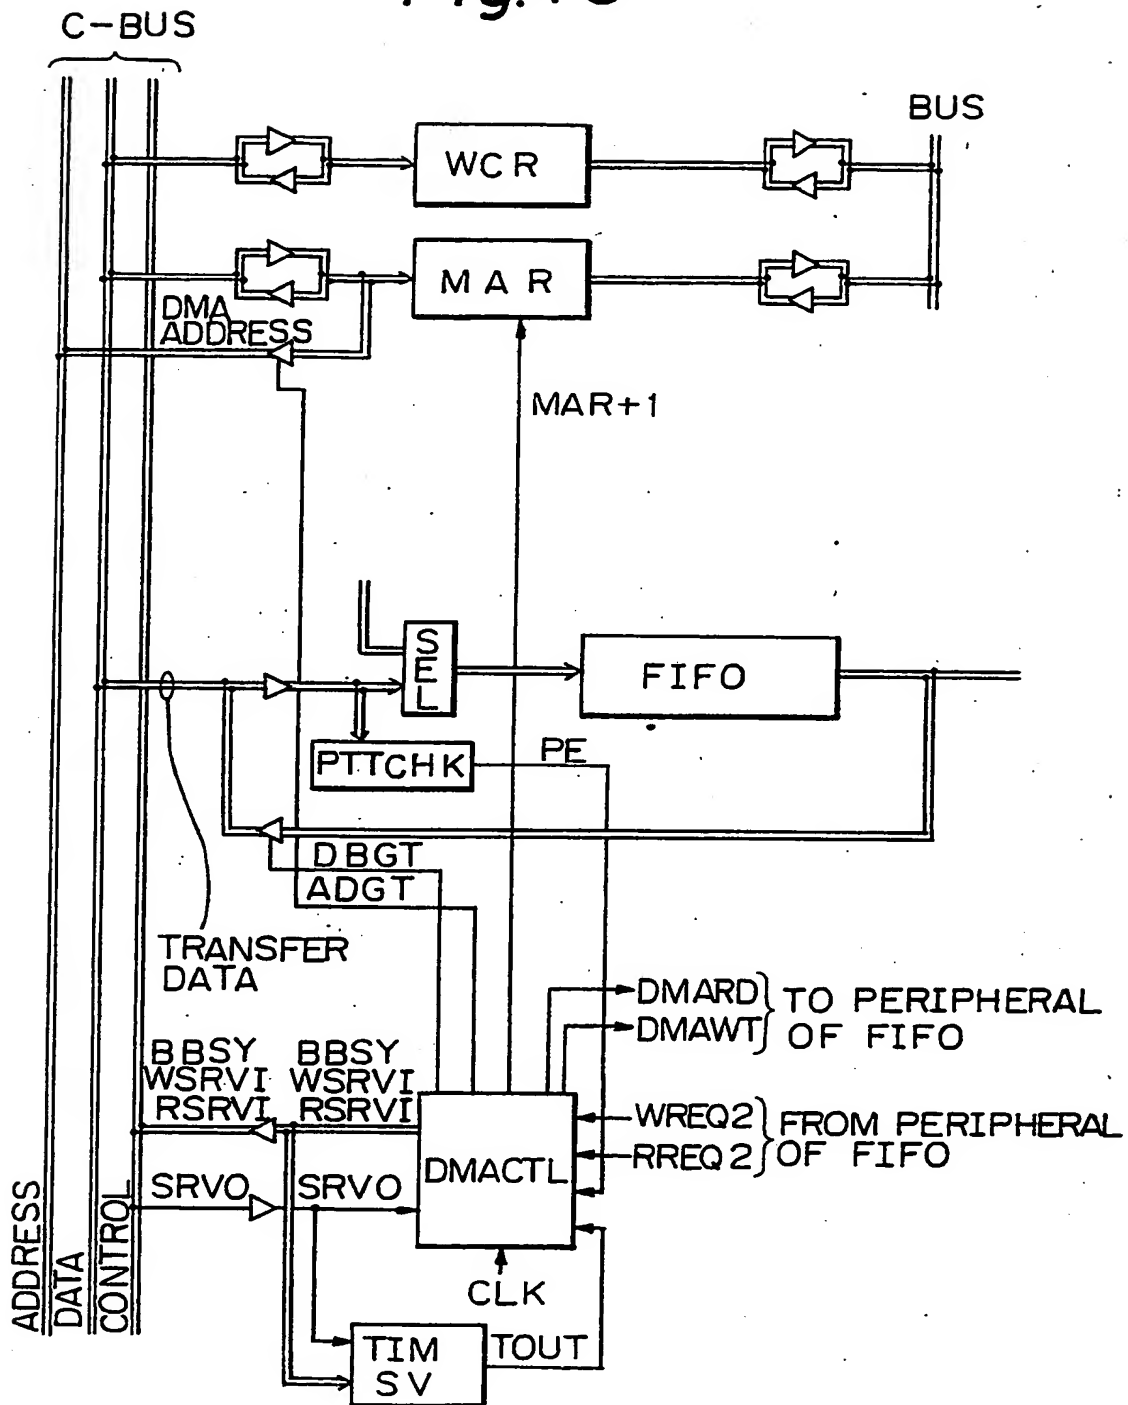 C-BUS
BUS
WCR
MAR
DMA
ADDRESS
MAR+1
SEL
FIFO
PTTCHK
PE
DBGT
ADGT
TRANSFER
DATA
DMARD
DMAWT
TO PERIPHERAL
OF FIFO
BBSY
WSRVI
RSRVI
BBSY
WSRVI
RSRVI
WREQ2
RREQ2
FROM PERIPHERAL
OF FIFO
DMACTL
SRVO
SRVO
CLK
ADDRESS
DATA
CONTROL
TIM
SV
TOUT